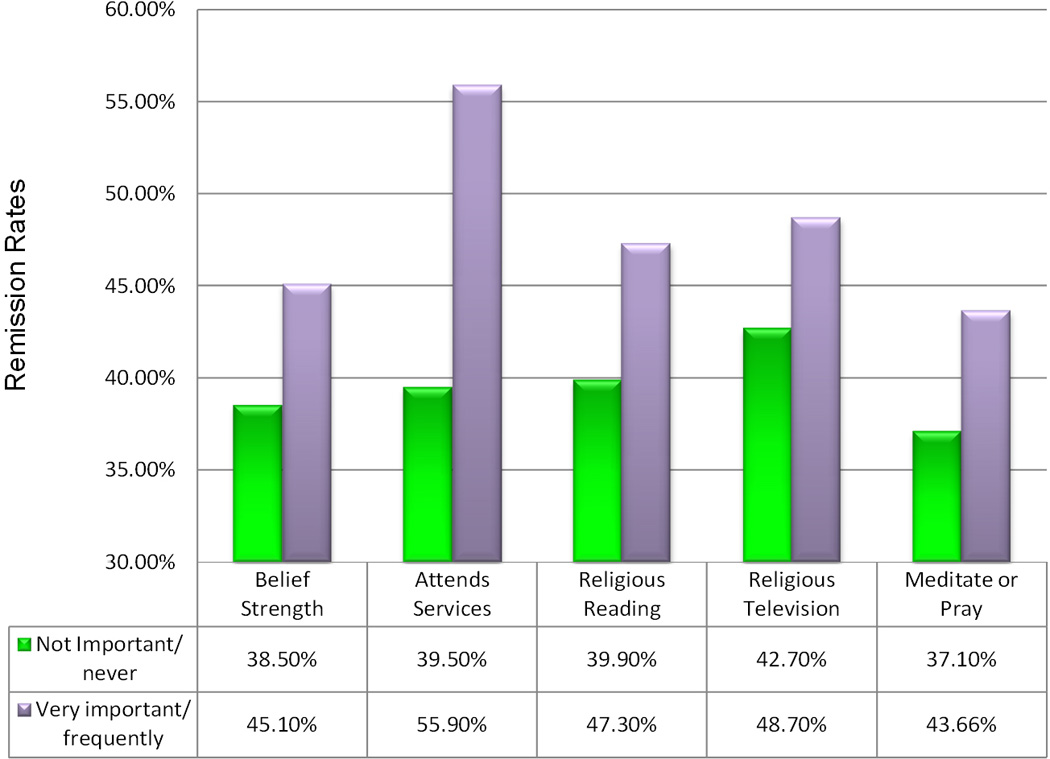 60.00%
55.00%
50.00%
45.00%
40.00%
35.00%
30.00%
Remission Rates
Belief
Strength
Attends
Services
Religious
Reading
Religious
Television
Meditate or
Pray
Not Important/
never
38.50%
39.50%
39.90%
42.70%
37.10%
Very important/
frequently
45.10%
55.90%
47.30%
48.70%
43.66%